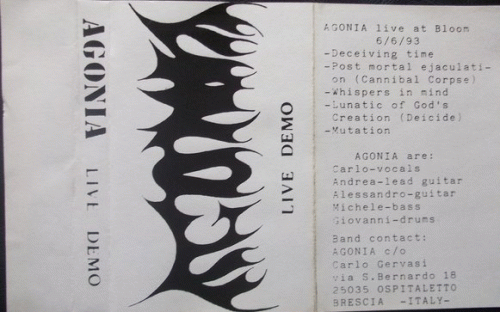 AGONIA LIVE DEMO
AGONIA
LIVE DEMO
AGONIA live at Bloom
6/6/93
-Deceiving time
-Post mortal ejaculati-
on (Cannibal Corpse)
-Whispers in mind
-Lunatic of God's
Creation (Deicide)
-Mutation
AGONIA are:
Carlo-vocals
Andrea-lead guitar
Alessandro-guitar
Michele-bass
Giovanni-drums
Band contact:
AGONIA c/o
Carlo Gervasi
via S.Bernardo 18
25035 OSPITALETTO
BRESCIA -ITALY-